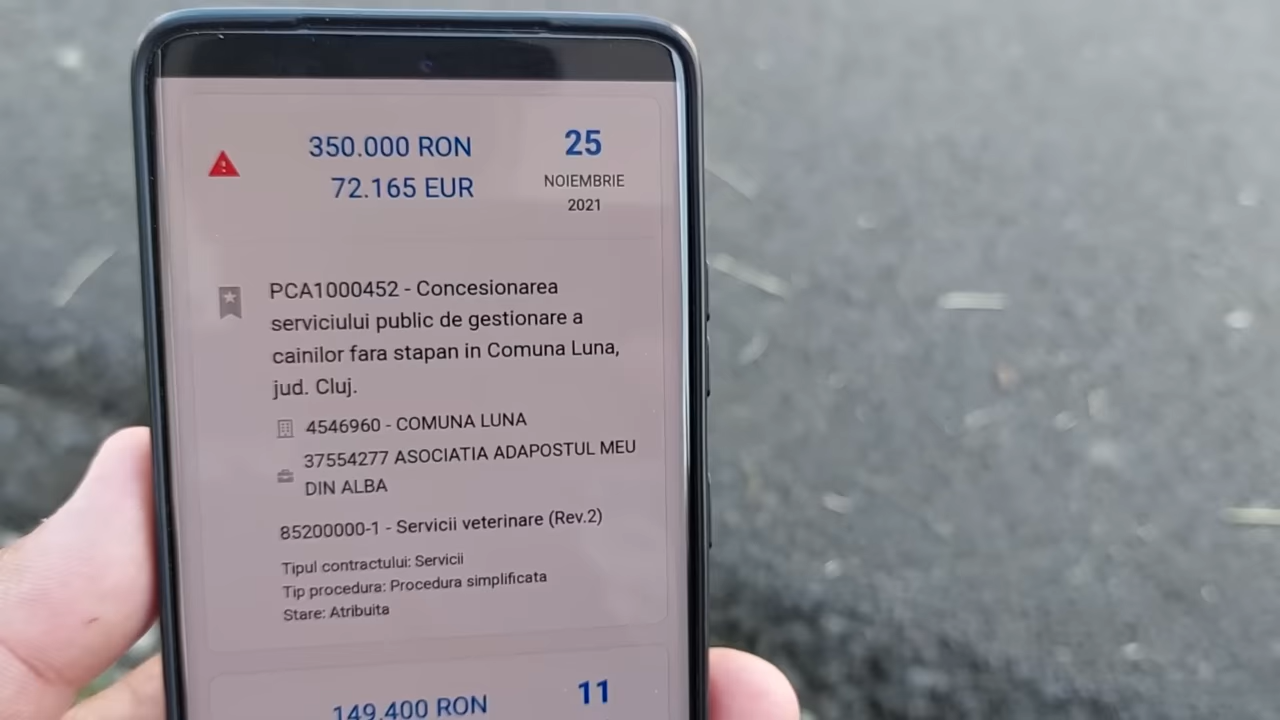 350.000 RON
72.165 EUR
25
NOIEMBRIE
2021
PCA1000452 - Concesionarea
serviciului public de gestionare a
cainilor fara stapan in Comuna Luna,
jud. Cluj.
4546960 - COMUNA LUNA
37554277 ASOCIATIA ADAPOSTUL MEU
DIN ALBA
85200000-1 - Servicii veterinare (Rev.2)
Tipul contractului: Servicii
Tip procedura: Procedura simplificata
Stare: Atribuita
149.400 RON
11